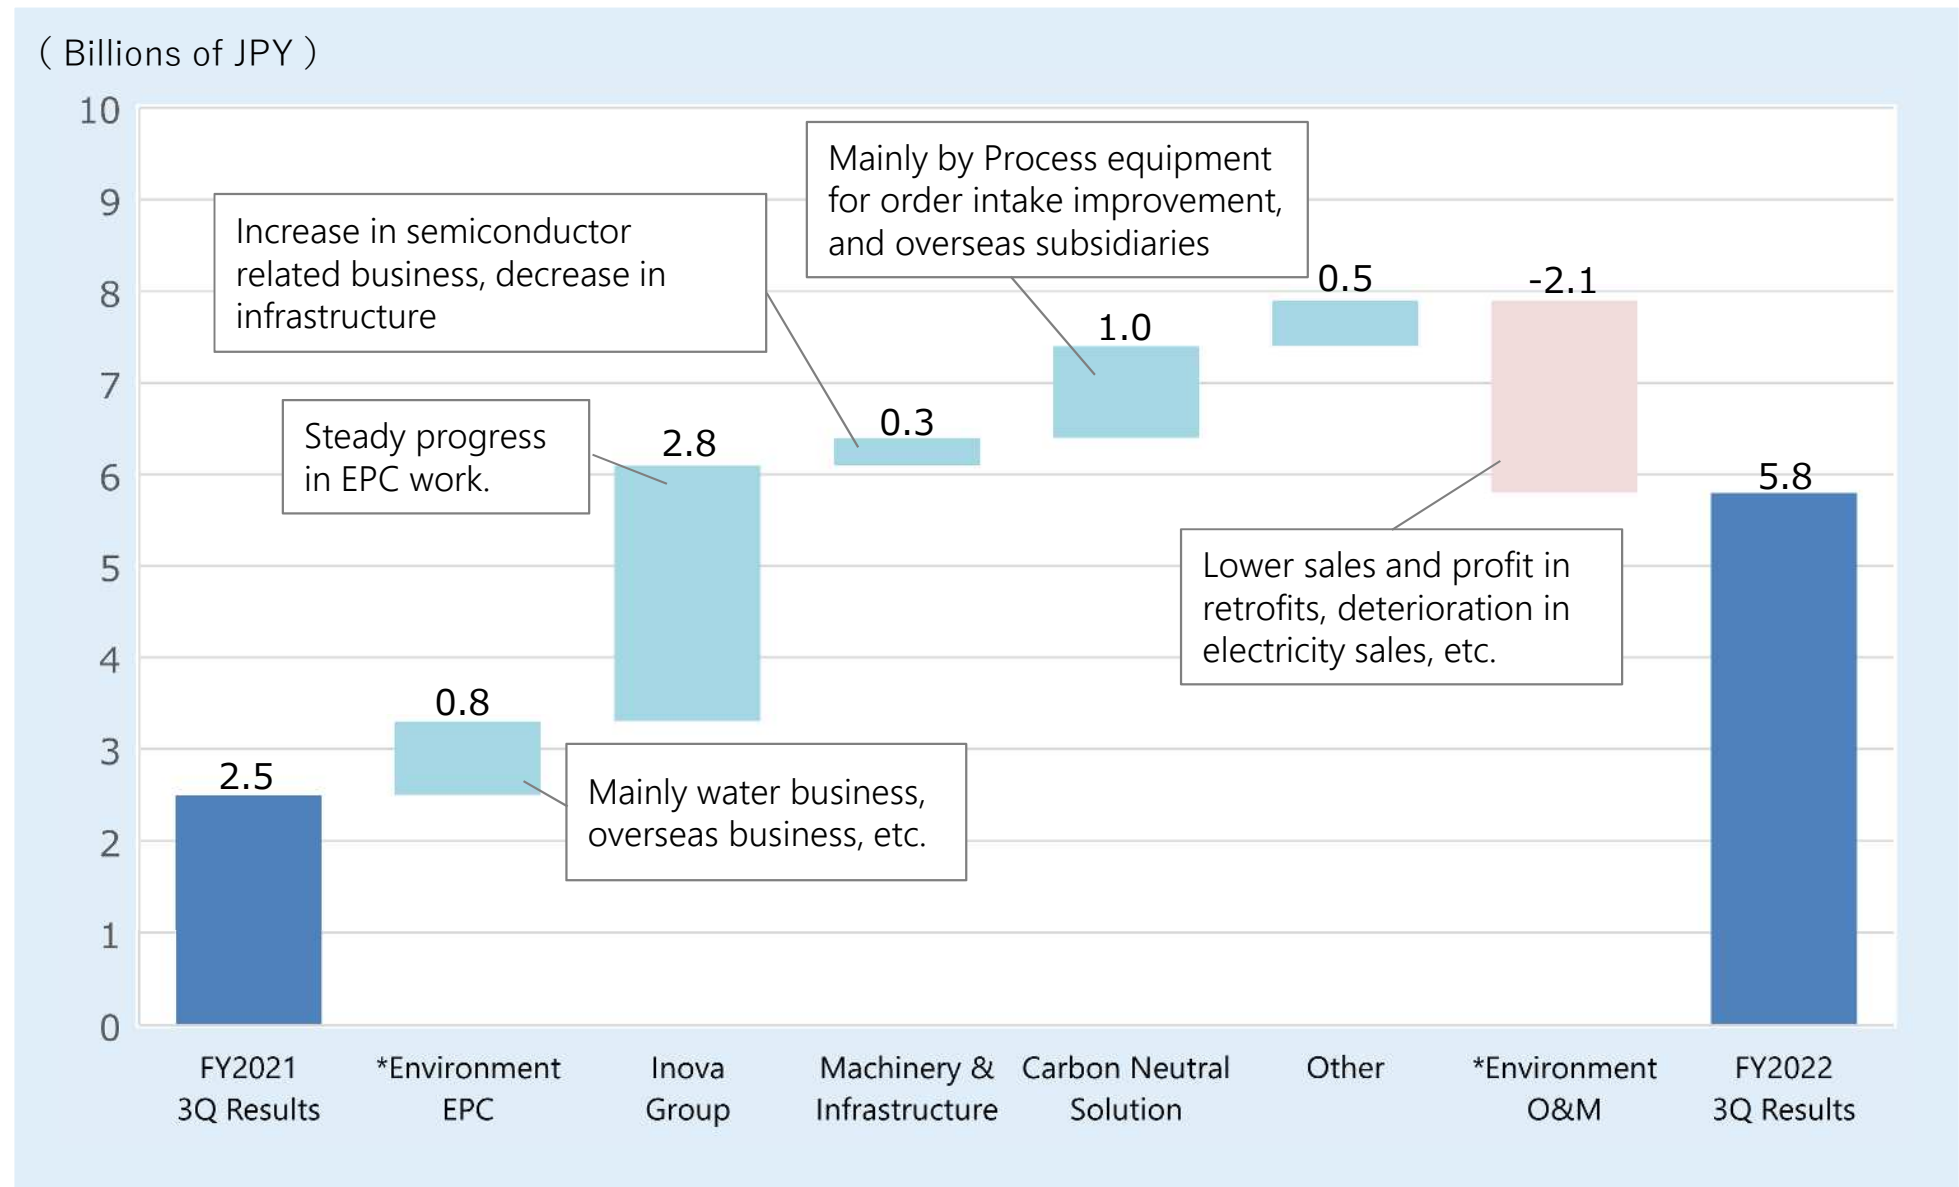 ( Billions of JPY )
10
9
8
7
6
5
4
3
2
1
0
Increase in semiconductor
related business, decrease in
infrastructure
Mainly by Process equipment
for order intake improvement,
and overseas subsidiaries
Steady progress
in EPC work.
Mainly water business,
overseas business, etc.
Lower sales and profit in
retrofits, deterioration in
electricity sales, etc.
2.5
0.8
2.8
0.3
1.0
0.5
-2.1
5.8
FY2021
3Q Results
*Environment
EPC
Inova
Group
Machinery &
Infrastructure
Carbon Neutral
Solution
Other
*Environment
O&M
FY2022
3Q Results